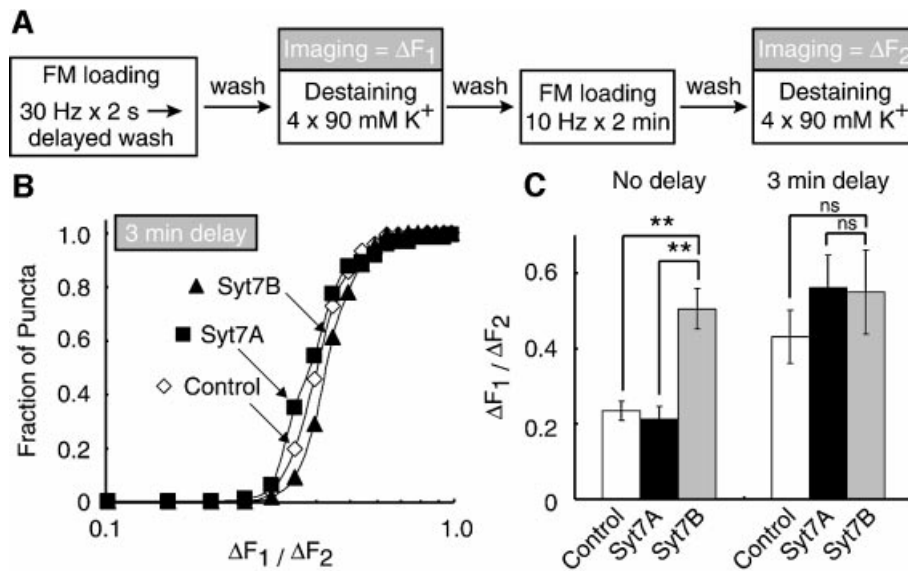 A
FM loading
30 Hz x 2 s →
delayed wash
wash
Imaging = ΔF1
Destaining
4 x 90 mM K+
wash
FM loading
10 Hz x 2 min
wash
Imaging = ΔF2
Destaining
4 x 90 mM K+
B
3 min delay
Fraction of Puncta
1.0
0.8
0.6
0.4
0.2
0
Syt7B
Syt7A
Control
0.1
1.0
ΔF1 / ΔF2
C
No delay
3 min delay
**
**
ns
ns
ΔF1 / ΔF2
0.6
0.4
0.2
0
Control
Syt7A
Syt7B
Control
Syt7A
Syt7B